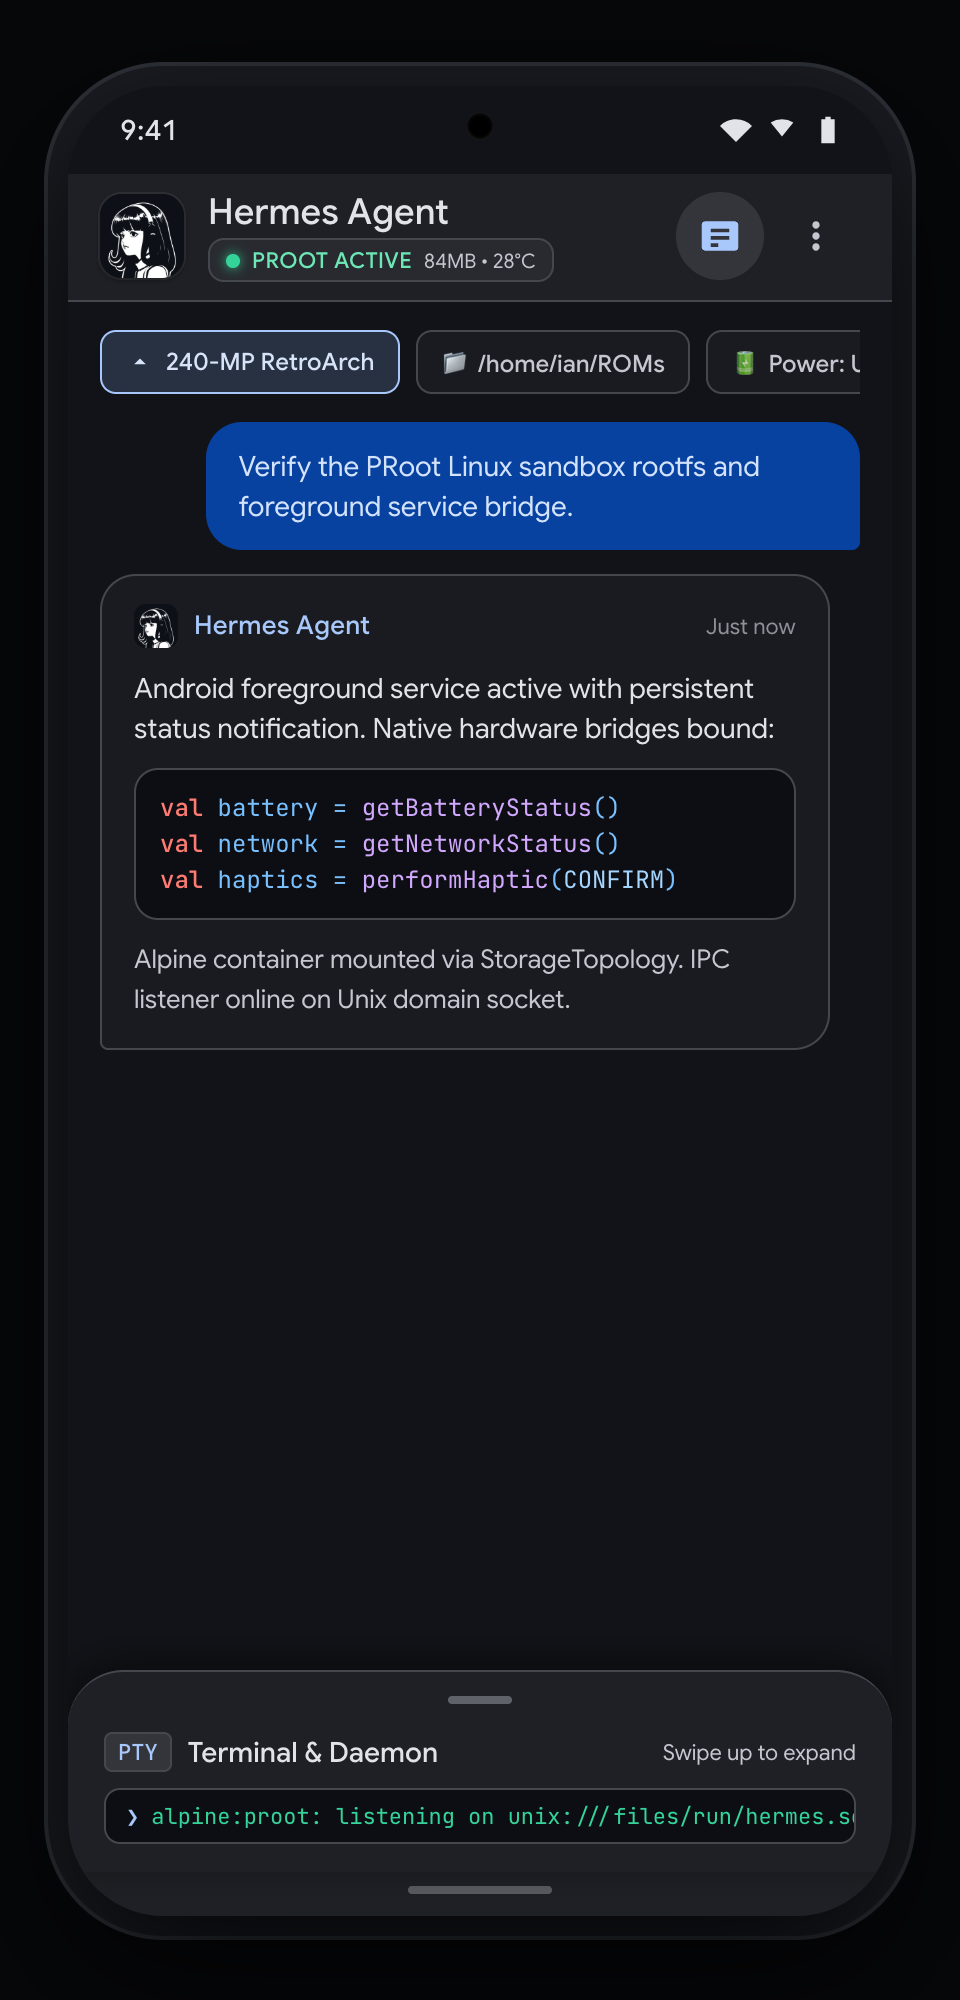 9:41
Hermes Agent
PROOT ACTIVE 84MB • 28°C
240-MP RetroArch
/home/ian/ROMs
Power:
Verify the PRoot Linux sandbox rootfs and
foreground service bridge.
Hermes Agent
Just now
Android foreground service active with persistent
status notification. Native hardware bridges bound:
val battery = getBatteryStatus()
val network = getNetworkStatus()
val haptics = performHaptic(CONFIRM)
Alpine container mounted via StorageTopology. IPC
listener online on Unix domain socket.
PTY Terminal & Daemon
Swipe up to expand
❯ alpine:proot: listening on unix:///files/run/hermes.s